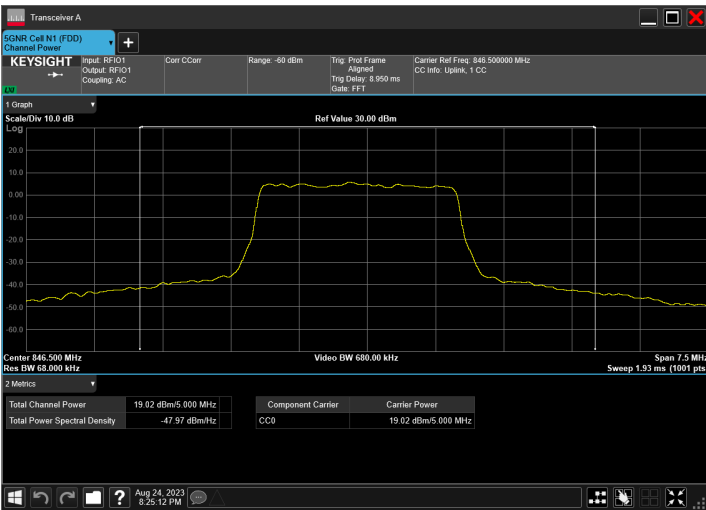 Transceiver A
5GNR Cell N1 (FDD)
Channel Power
KEYSIGHT
Input: RFIO1
Output: RFIO1
Coupling: AC
Corr CCorr
Range: -60 dBm
Trig: Prot Frame
Aligned
Trig Delay: 8.950 ms
Gate: FFT
Carrier Ref Freq: 846.500000 MHz
CC Info: Uplink, 1 CC
1 Graph
Scale/Div 10.0 dB
Ref Value 30.00 dBm
Log
20.0
10.0
0.00
-10.0
-20.0
-30.0
-40.0
-50.0
-60.0
Center 846.500 MHz
Video BW 680.00 kHz
Span 7.5 MHz
Res BW 68.000 kHz
Sweep 1.93 ms (1001 pts
2 Metrics
Total Channel Power 19.02 dBm/5.000 MHz
Total Power Spectral Density -47.97 dBm/Hz
Component Carrier Carrier Power
CC0 19.02 dBm/5.000 MHz
? Aug 24, 2023
8:25:12 PM